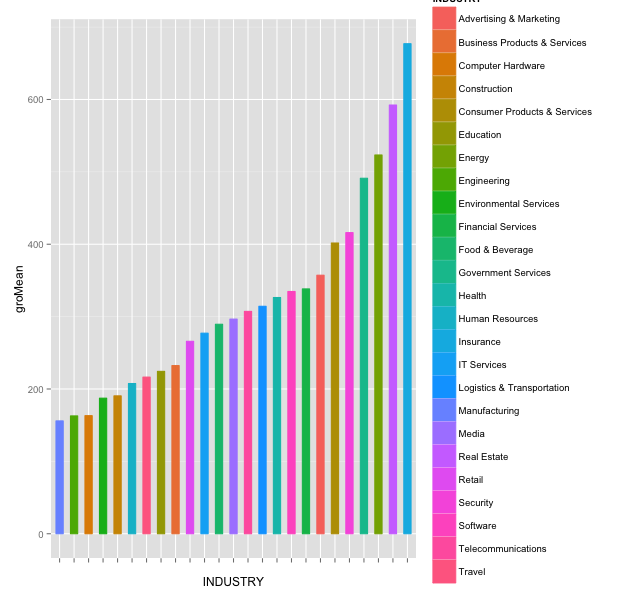 INDUSTRY
Advertising & Marketing
Business Products & Services
Computer Hardware
Construction
Consumer Products & Services
Education
Energy
Engineering
Environmental Services
Financial Services
Food & Beverage
Government Services
Health
Human Resources
Insurance
IT Services
Logistics & Transportation
Manufacturing
Media
Real Estate
Retail
Security
Software
Telecommunications
Travel
600
400
200
0
groMean
INDUSTRY